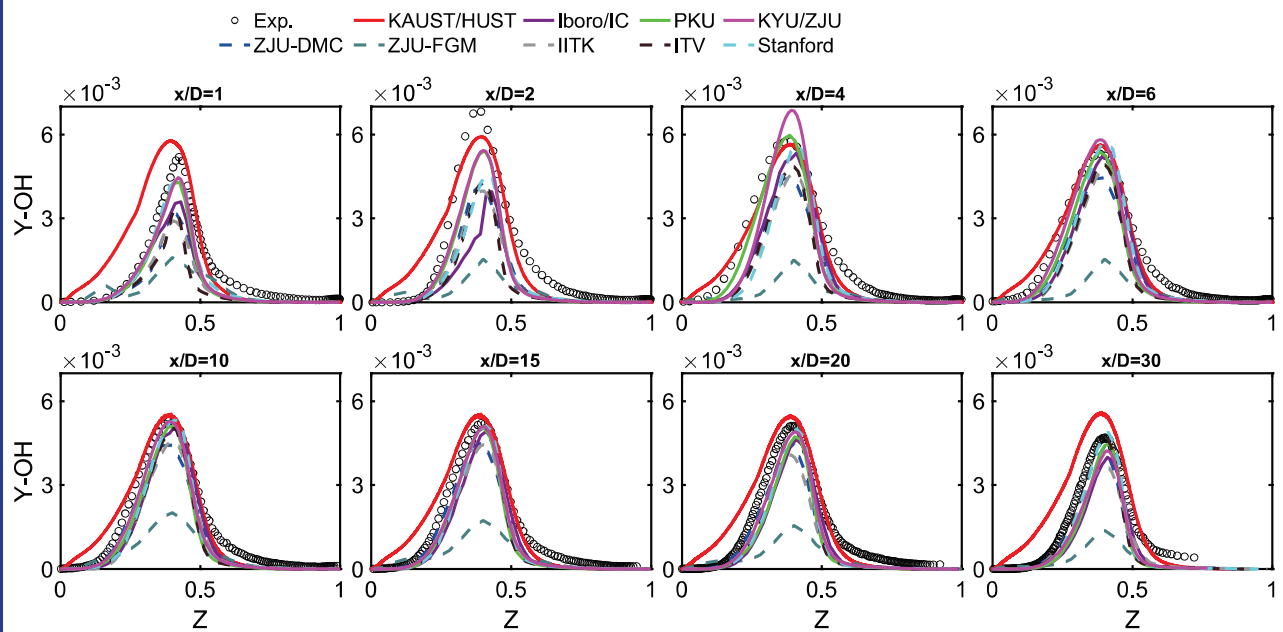 Exp. KAUST/HUST lboro/IC PKU KYU/ZJU
ZJU-DMC ZJU-FGM IITK ITV Stanford
×10⁻³ x/D=1 ×10⁻³ x/D=2 ×10⁻³ x/D=4 ×10⁻³ x/D=6
6 6 6 6
Y-OH
3 3 3 3
0 0 0 0
0 0.5 1 0 0.5 1 0 0.5 1 0 0.5 1
×10⁻³ x/D=10 ×10⁻³ x/D=15 ×10⁻³ x/D=20 ×10⁻³ x/D=30
6 6 6 6
Y-OH
3 3 3 3
0 0 0 0
0 0.5 1 0 0.5 1 0 0.5 1 0 0.5 1
Z Z Z Z